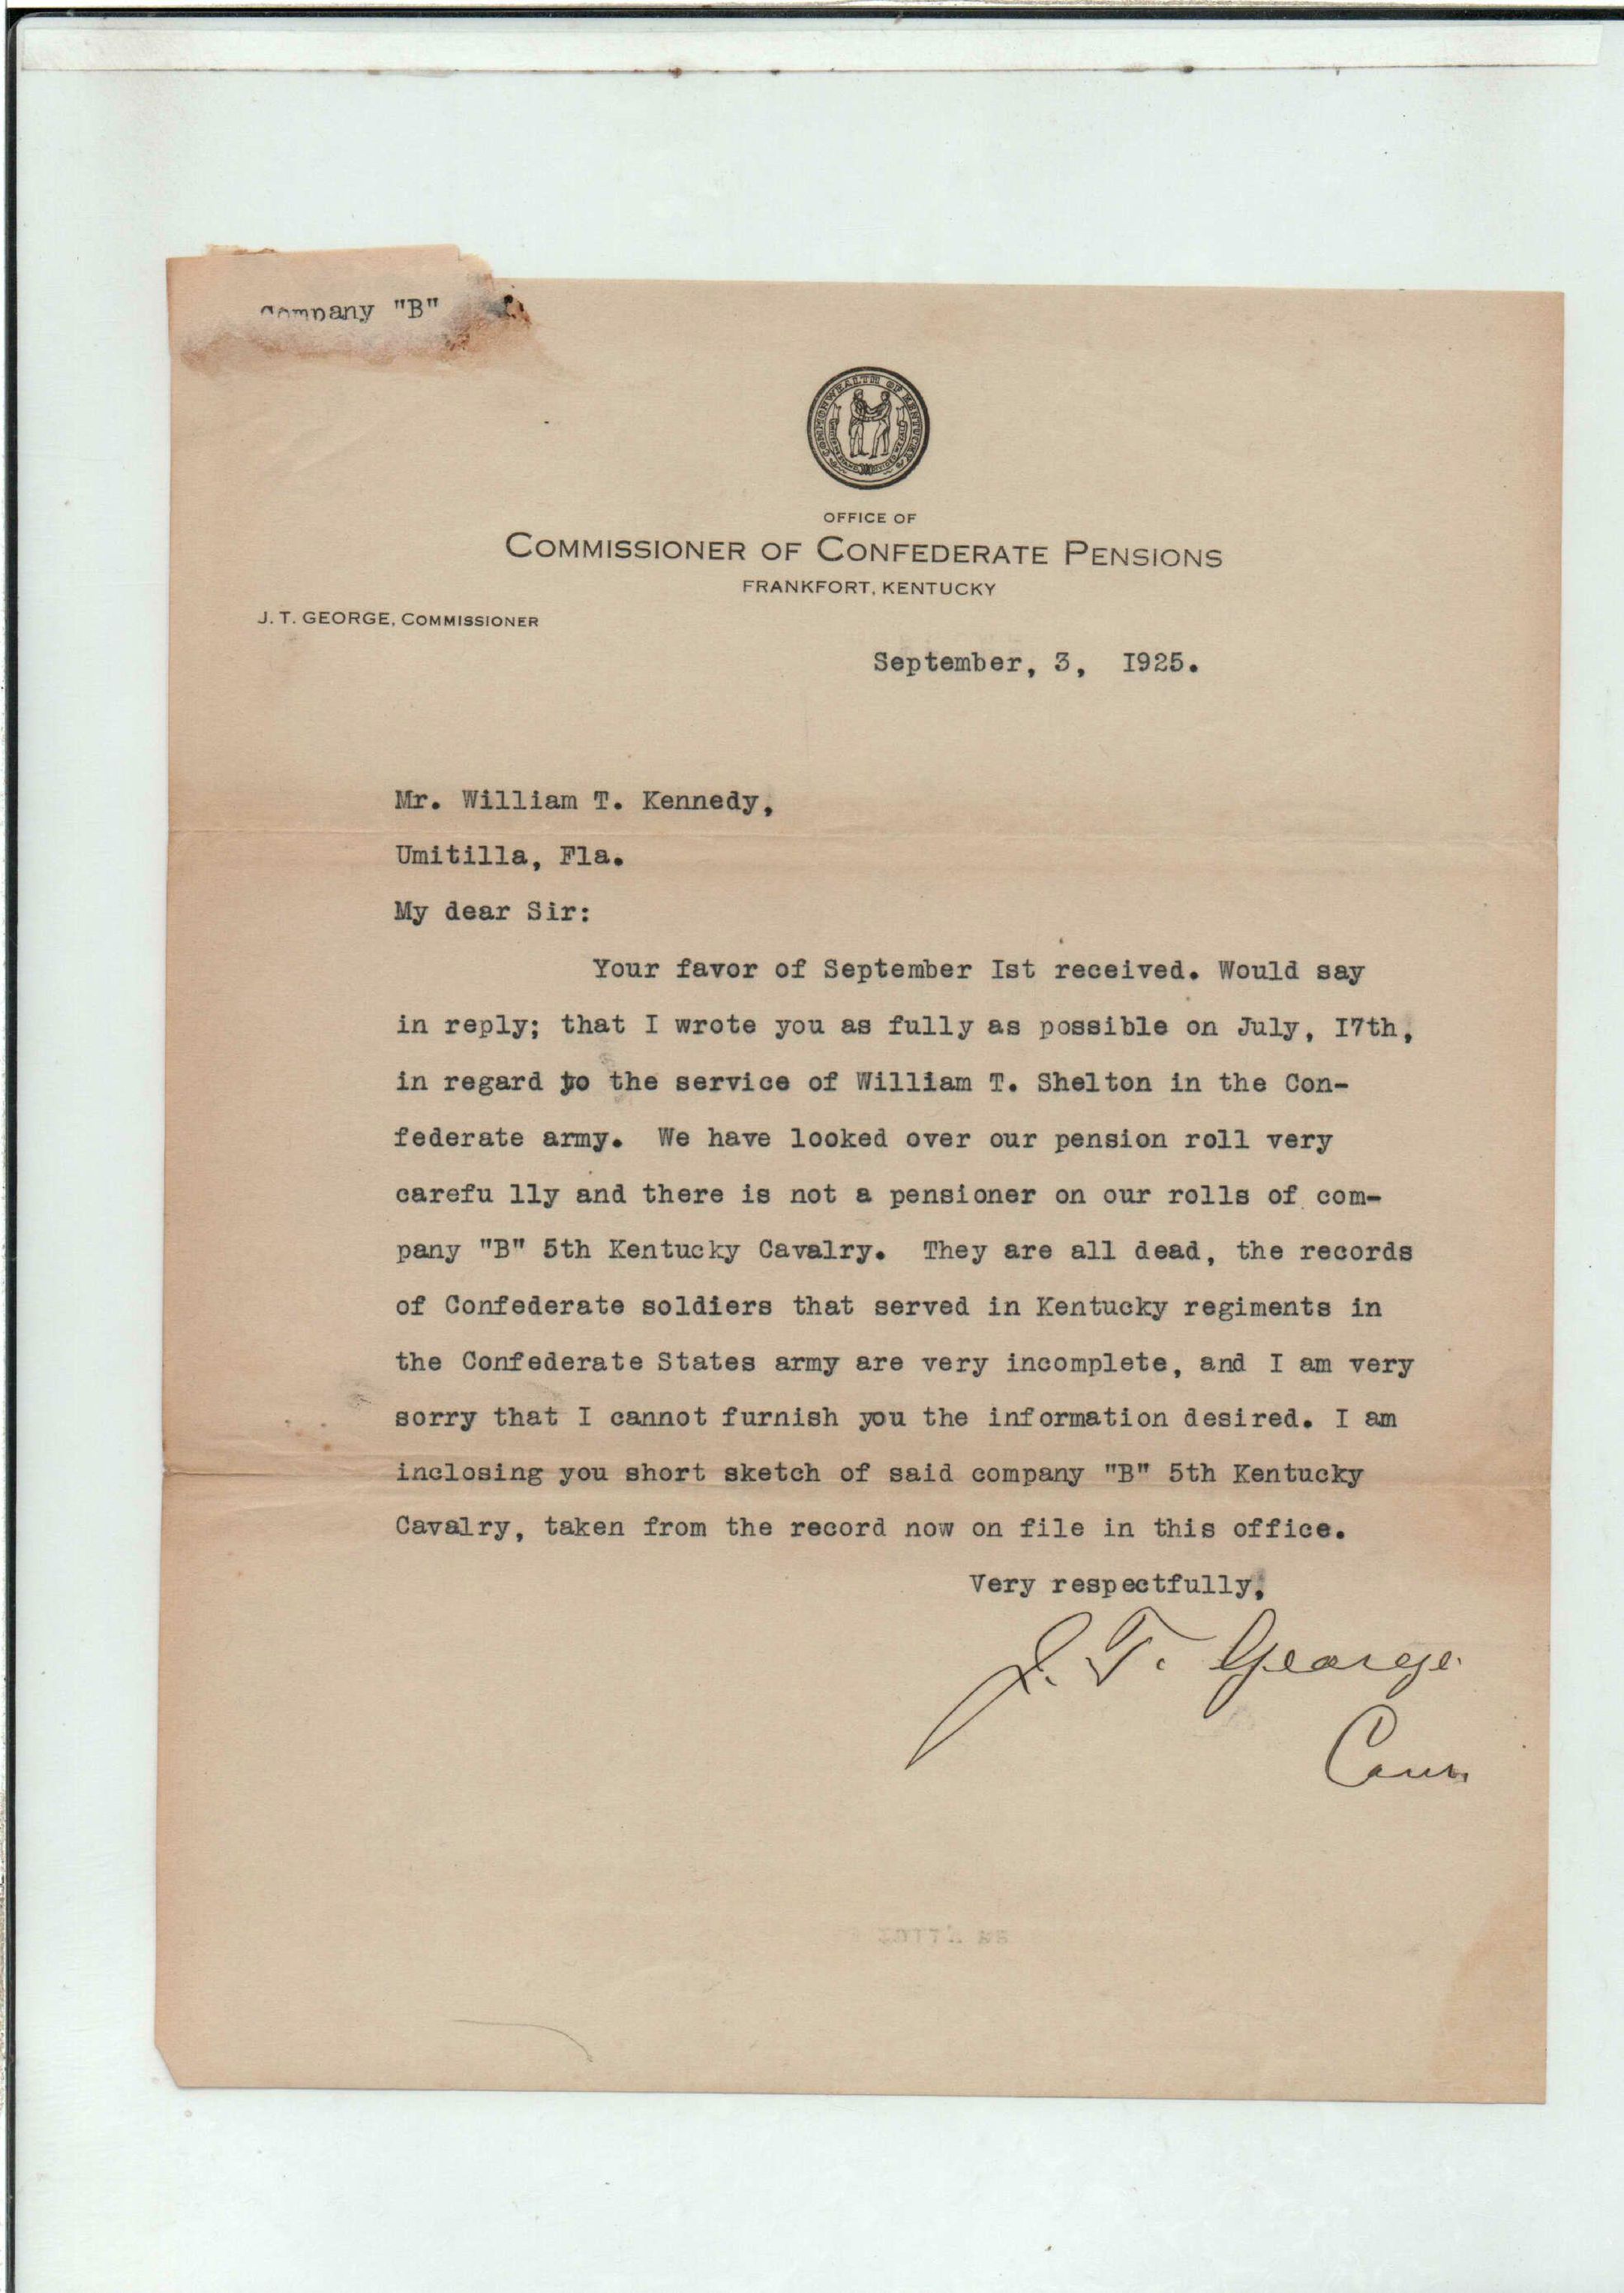 Company "B"
COMMONWEALTH OF KENTUCKY
OFFICE OF
COMMISSIONER OF CONFEDERATE PENSIONS
FRANKFORT, KENTUCKY
J. T. GEORGE, COMMISSIONER
September, 3, I925.
Mr. William T. Kennedy,
Umitilla, Fla.
My dear Sir:
Your favor of September Ist received. Would say
in reply; that I wrote you as fully as possible on July, I7th,
in regard to the service of William T. Shelton in the Con-
federate army. We have looked over our pension roll very
carefu lly and there is not a pensioner on our rolls of com-
pany "B" 5th Kentucky Cavalry. They are all dead, the records
of Confederate soldiers that served in Kentucky regiments in
the Confederate States army are very incomplete, and I am very
sorry that I cannot furnish you the information desired. I am
inclosing you short sketch of said company "B" 5th Kentucky
Cavalry, taken from the record now on file in this office.
Very respectfully,
J. T. George
Com